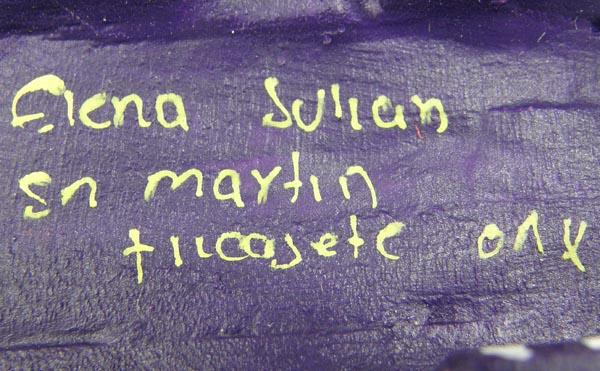 Elena Julian
Sn martin
tilcajete oax